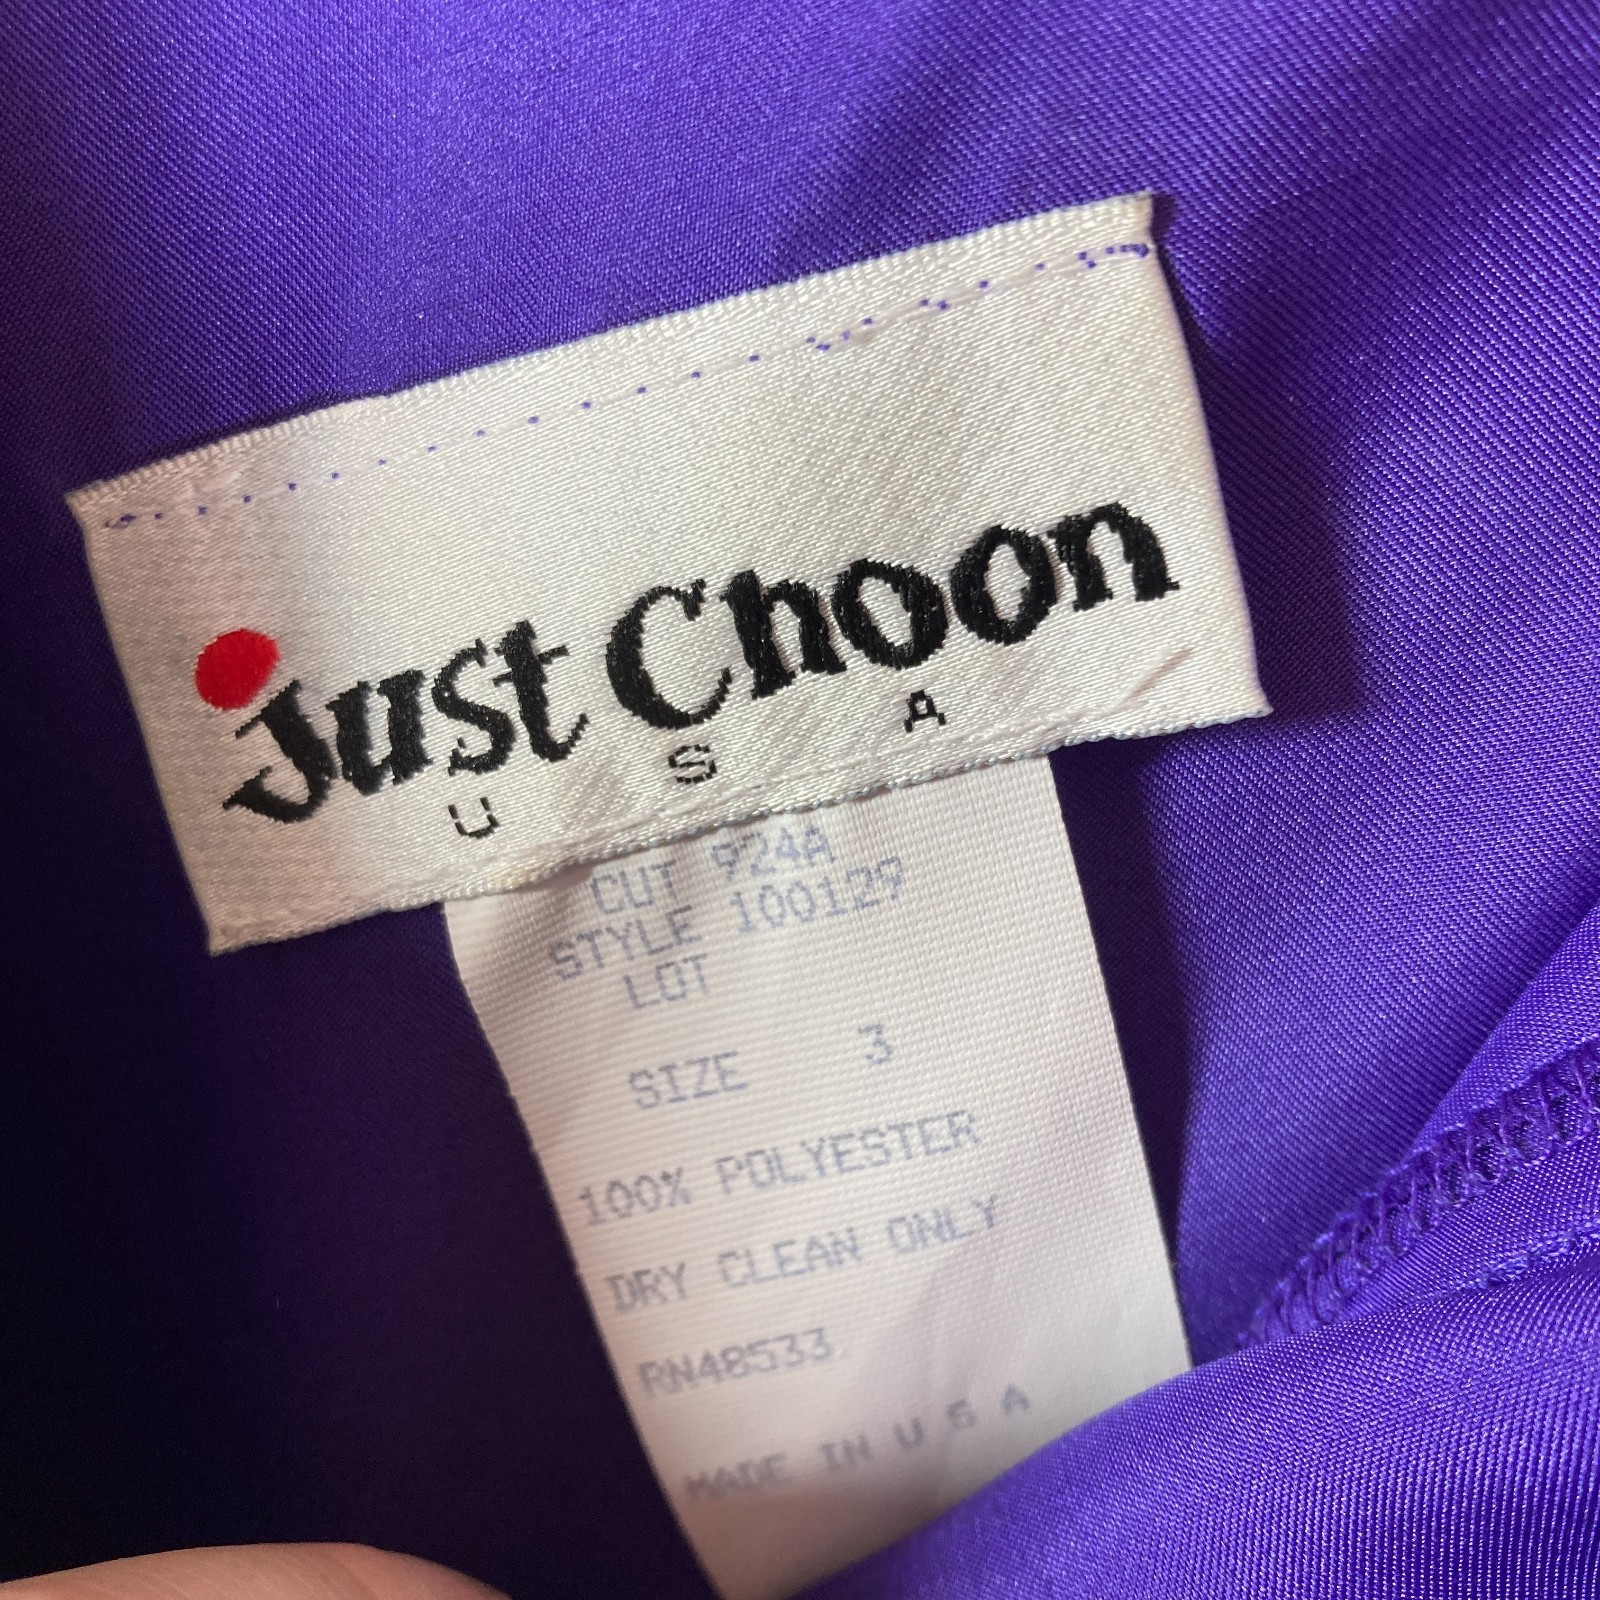 Just Choon
U S A
CUT 924A
STYLE 100129
LOT
SIZE 3
100% POLYESTER
DRY CLEAN ONLY
RN48533
MADE IN U S A